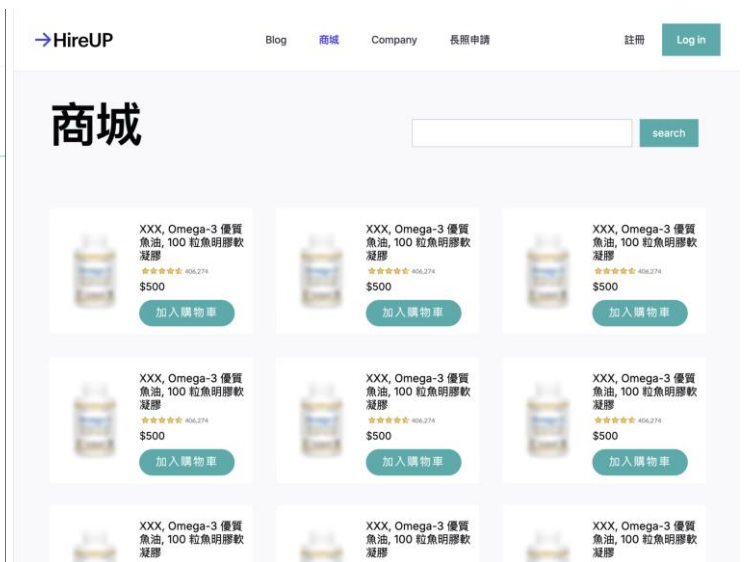 →HireUP
Blog 商城 Company 長照申請 註冊 Log in
商城
search
XXX, Omega-3 優質
魚油, 100 粒魚明膠軟
凝膠
406,274
$500
加入購物車
XXX, Omega-3 優質
魚油, 100 粒魚明膠軟
凝膠
406,274
$500
加入購物車
XXX, Omega-3 優質
魚油, 100 粒魚明膠軟
凝膠
406,274
$500
加入購物車
XXX, Omega-3 優質
魚油, 100 粒魚明膠軟
凝膠
406,274
$500
加入購物車
XXX, Omega-3 優質
魚油, 100 粒魚明膠軟
凝膠
406,274
$500
加入購物車
XXX, Omega-3 優質
魚油, 100 粒魚明膠軟
凝膠
406,274
$500
加入購物車
XXX, Omega-3 優質
魚油, 100 粒魚明膠軟
凝膠
XXX, Omega-3 優質
魚油, 100 粒魚明膠軟
凝膠
XXX, Omega-3 優質
魚油, 100 粒魚明膠軟
凝膠